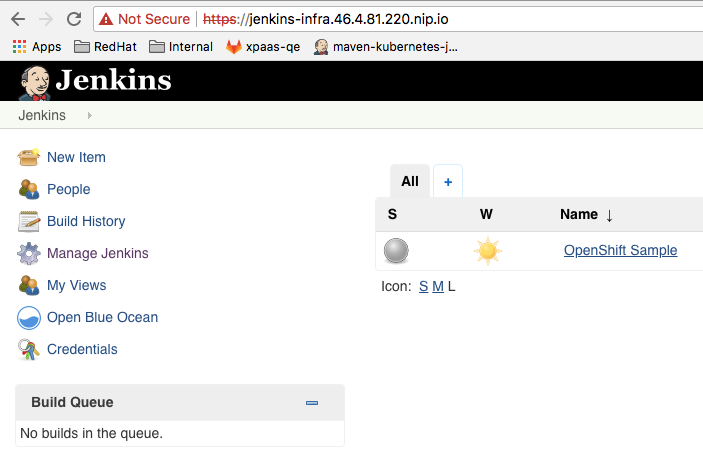 Not Secure | https://jenkins-infra.46.4.81.220.nip.io
Apps RedHat Internal xpaas-qe maven-kubernetes-j...
Jenkins
Jenkins
New Item
People
Build History
Manage Jenkins
My Views
Open Blue Ocean
Credentials
Build Queue
No builds in the queue.
All +
S W Name ↓
OpenShift Sample
Icon: S M L